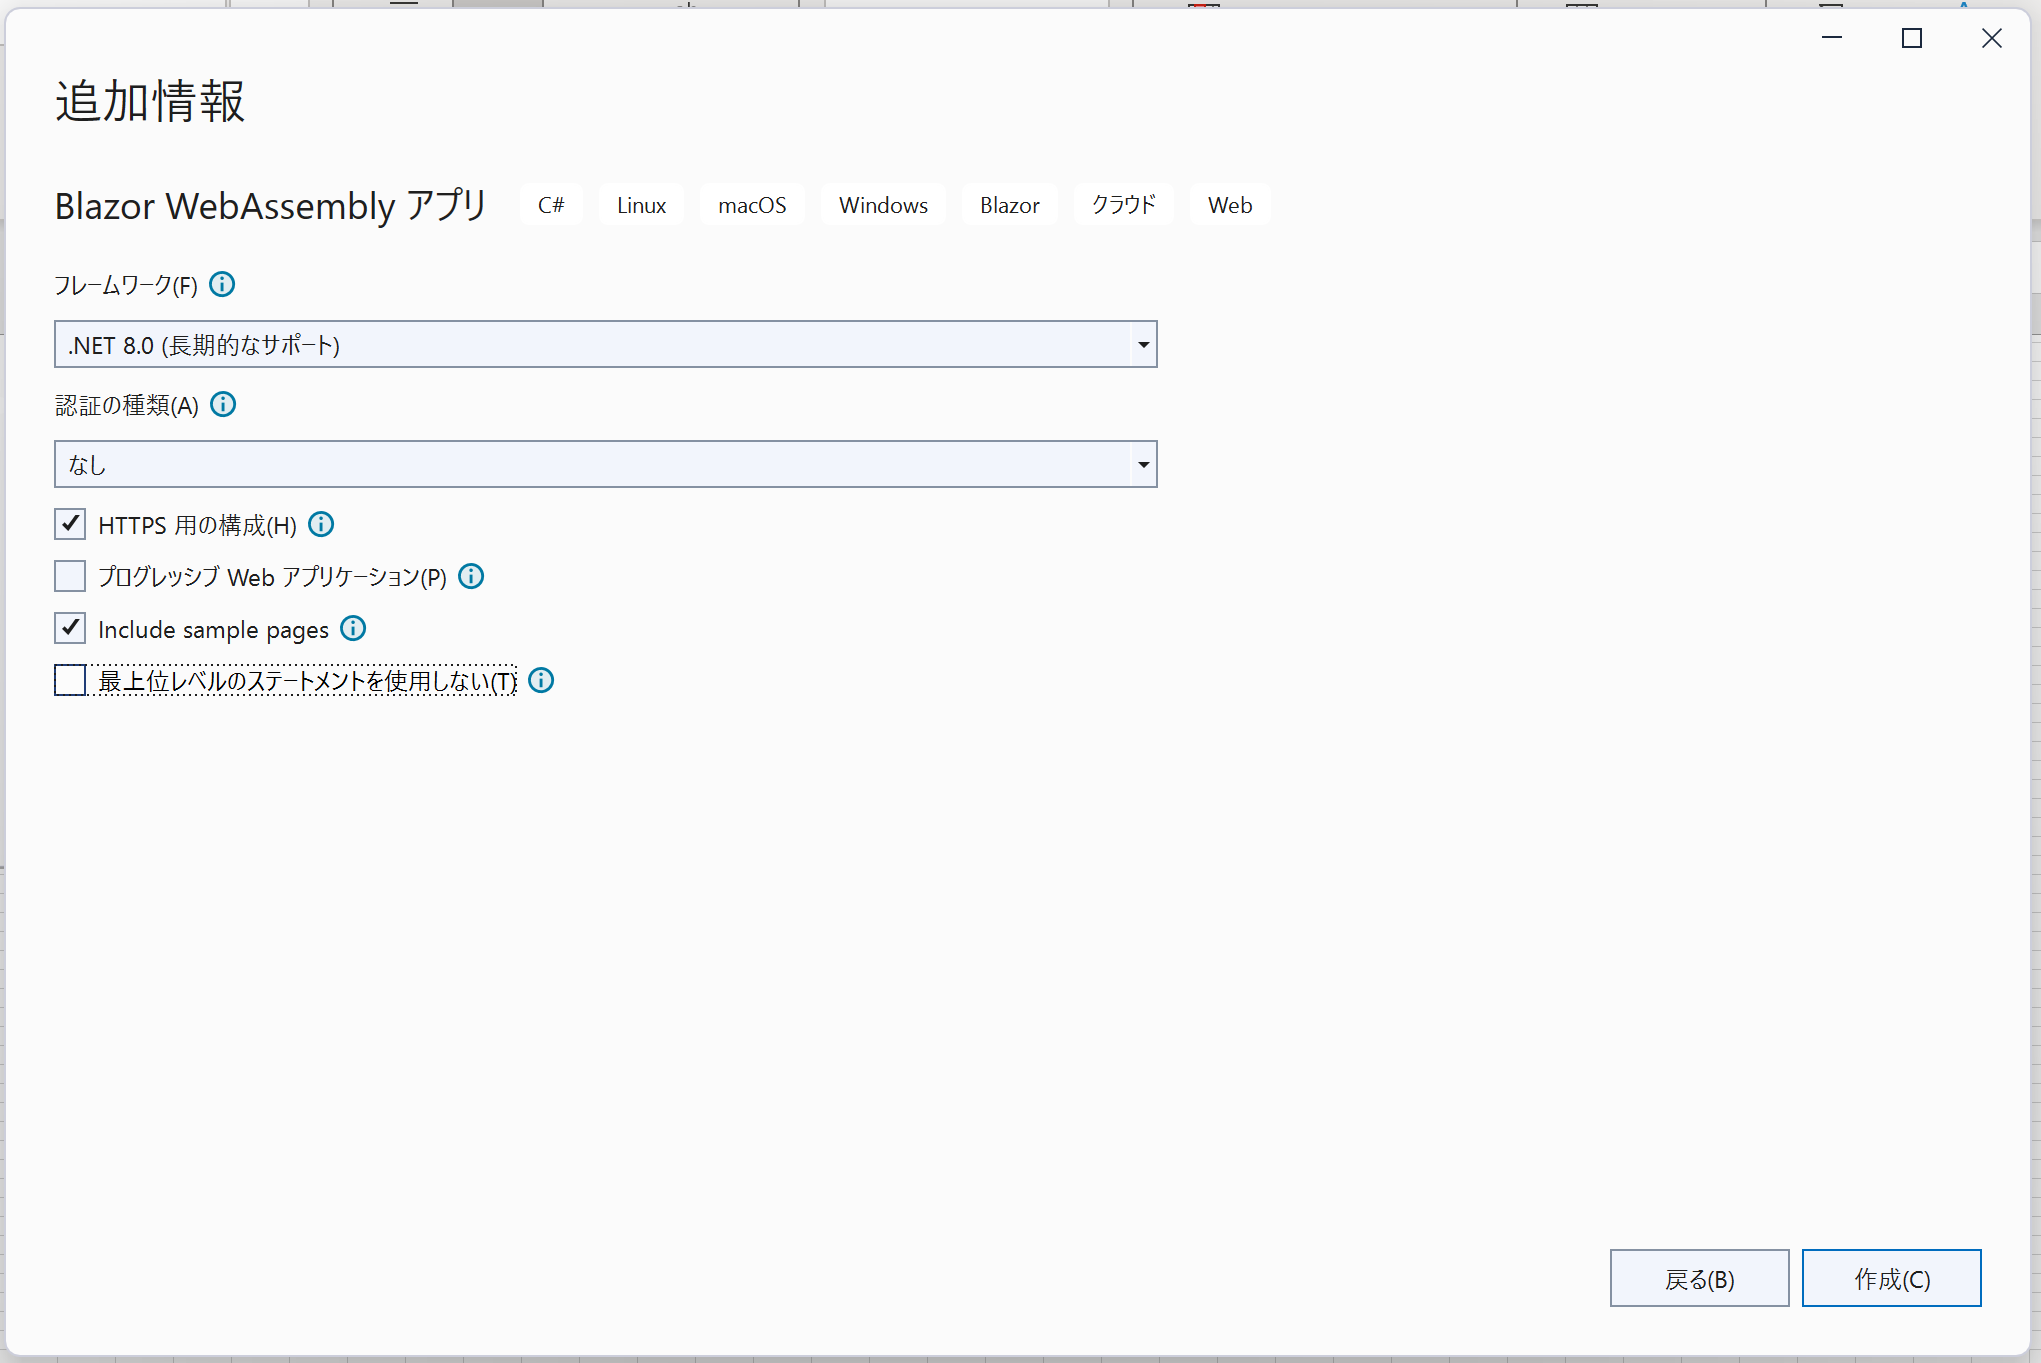 追加情報
Blazor WebAssembly アプリ C# Linux macOS Windows Blazor クラウド Web
フレームワーク(F)
.NET 8.0 (長期的なサポート)
認証の種類(A)
なし
HTTPS 用の構成(H)
プログレッシブ Web アプリケーション(P)
Include sample pages
最上位レベルのステートメントを使用しない(T)
戻る(B) 作成(C)